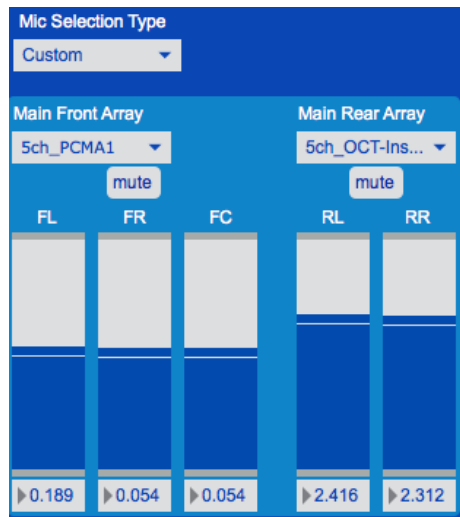 Mic Selection Type
Custom
Main Front Array Main Rear Array
5ch_PCMA1 5ch_OCT-Ins...
mute mute
FL FR FC RL RR
0.189 0.054 0.054 2.416 2.312